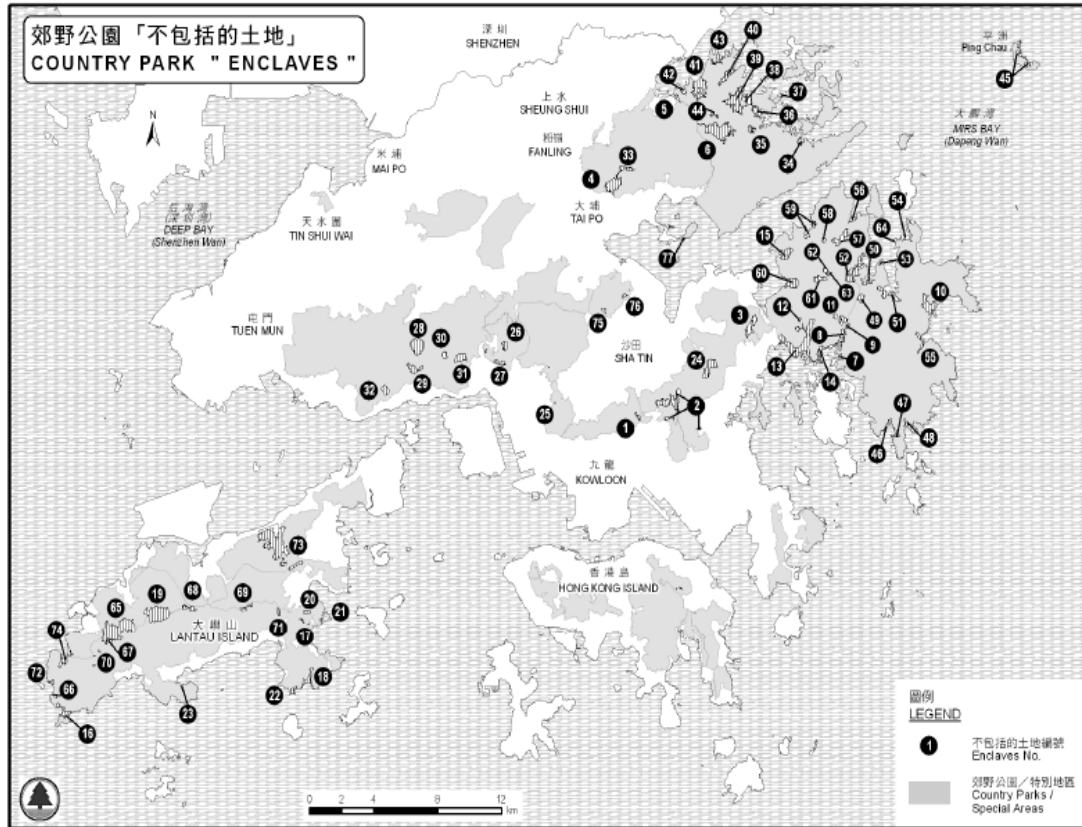 郊野公園「不包括的土地」
COUNTRY PARK " ENCLAVES "
深圳
SHENZHEN
平洲
Ping Chau
45
大鵬灣
MIRS BAY
(Dapeng Wan)
43
40
39
38
41
42
37
5
44
36
35
6
34
上水
SHEUNG SHUI
粉嶺
FANLING
33
4
N
米埔
MAI PO
后海灣
(深圳灣)
DEEP BAY
(Shenzhen Wan)
天水圍
TIN SHUI WAI
大埔
TAI PO
77
56
54
59
58
64
15
57
50
52
53
62
60
61
63
10
12
11
49
51
8
9
55
13
7
14
47
46
48
屯門
TUEN MUN
28
30
26
75
76
3
沙田
SHA TIN
24
31
27
29
32
25
1
2
九龍
KOWLOON
73
19
68
69
20
65
21
大嶼山
LANTAU ISLAND
71
17
74
67
70
72
66
18
22
23
16
香港島
HONG KONG ISLAND
圖例
LEGEND
1
不包括的土地編號
Enclaves No.
郊野公園／特別地區
Country Parks /
Special Areas
0 2 4 8 12
km